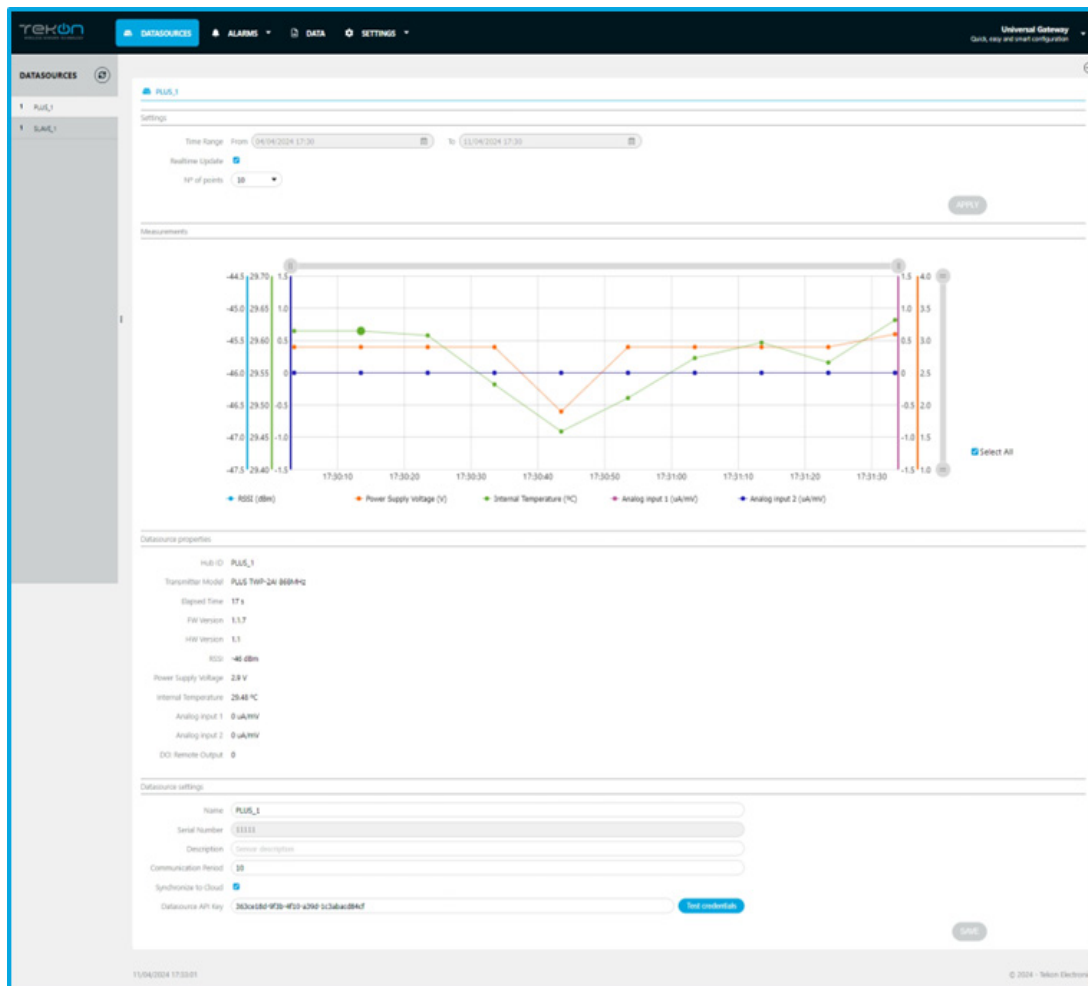 TEKON
DATASOURCES ALARMS DATA SETTINGS
Universal Gateway
Quick, easy and smart configuration
DATASOURCES
1 PLUS_1
1 SLAVE_1
PLUS_1
Settings
Time Range From 04/04/2024 17:30 To 11/04/2024 17:30
Realtime Update
Nº of points 10
APPLY
Measurements
-44.5 29.70 1.5 1.5 4.0
-45.0 29.65 1.0 1.0 3.5
-45.5 29.60 0.5 0.5 3.0
-46.0 29.55 0 0 2.5
-46.5 29.50 -0.5 -0.5 2.0
-47.0 29.45 -1.0 -1.0 1.5
Select All
-47.5 29.40 -1.5 -1.5 1.0
17:30:10 17:30:20 17:30:30 17:30:40 17:30:50 17:31:00 17:31:10 17:31:20 17:31:30
RSSI (dBm) Power Supply Voltage (V) Internal Temperature (ºC) Analog input 1 (uA/mV) Analog input 2 (uA/mV)
Datasource properties
Hub ID PLUS_1
Transmitter Model PLUS TWP-2AI 868MHz
Elapsed Time 17 s
FW Version 1.1.7
HW Version 1.1
RSSI -46 dBm
Power Supply Voltage 2.9 V
Internal Temperature 29.48 ºC
Analog input 1 0 uA/mV
Analog input 2 0 uA/mV
DO: Remote Output 0
Datasource settings
Name PLUS_1
Serial Number 11111
Description Sensor description
Communication Period 10
Synchronize to Cloud
Datasource API Key Test credentials
SAVE
11/04/2024 17:33:01
© 2024 - Tekon Electronic